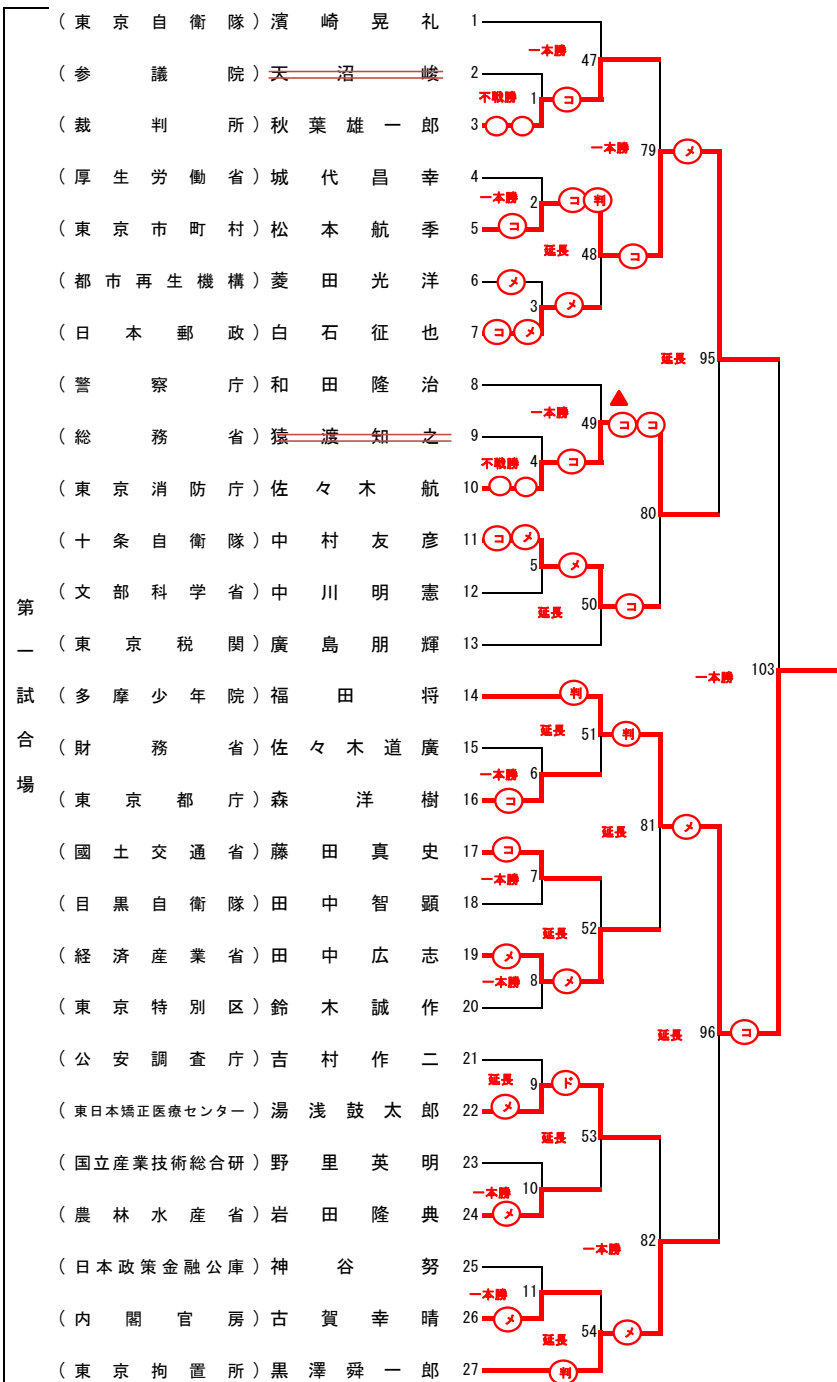 (東京自衛隊) 濱崎晃礼 1
一本勝 47
(参議院) 天沼峻 2
不戦勝 1 コ
(裁判所) 秋葉雄一郎 3
一本勝 79 メ
(厚生労働省) 城代昌幸 4
一本勝 2 コ 判
(東京市町村) 松本航季 5 コ
延長 48 コ
(都市再生機構) 菱田光洋 6 メ
3 メ
(日本郵政) 白石征也 7 コ メ
延長 95
(警察庁) 和田隆治 8
一本勝 49 コ コ
(総務省) 猿渡知之 9
不戦勝 4 コ
(東京消防庁) 佐々木航 10
80
(十条自衛隊) 中村友彦 11 コ メ
5 メ
(文部科学省) 中川明憲 12
延長 50 コ
(東京税関) 廣島朋輝 13
一本勝 103
(多摩少年院) 福田将 14 判
延長 51 判
(財務省) 佐々木道廣 15
一本勝 6
(東京都庁) 森洋樹 16 コ
延長 81 メ
(國土交通省) 藤田真史 17 コ
一本勝 7
(目黒自衛隊) 田中智顕 18
延長 52
(経済産業省) 田中広志 19 メ
一本勝 8 メ
(東京特別区) 鈴木誠作 20
延長 96 コ
(公安調査庁) 吉村作二 21
延長 9 ド
(東日本矯正医療センター) 湯浅鼓太郎 22 メ
延長 53
(国立産業技術総合研) 野里英明 23
一本勝 10
(農林水産省) 岩田隆典 24 メ
一本勝 82
(日本政策金融公庫) 神谷努 25
一本勝 11
(内閣官房) 古賀幸晴 26 メ
延長 54 メ
(東京拘置所) 黒澤舜一郎 27 判
第一試合場